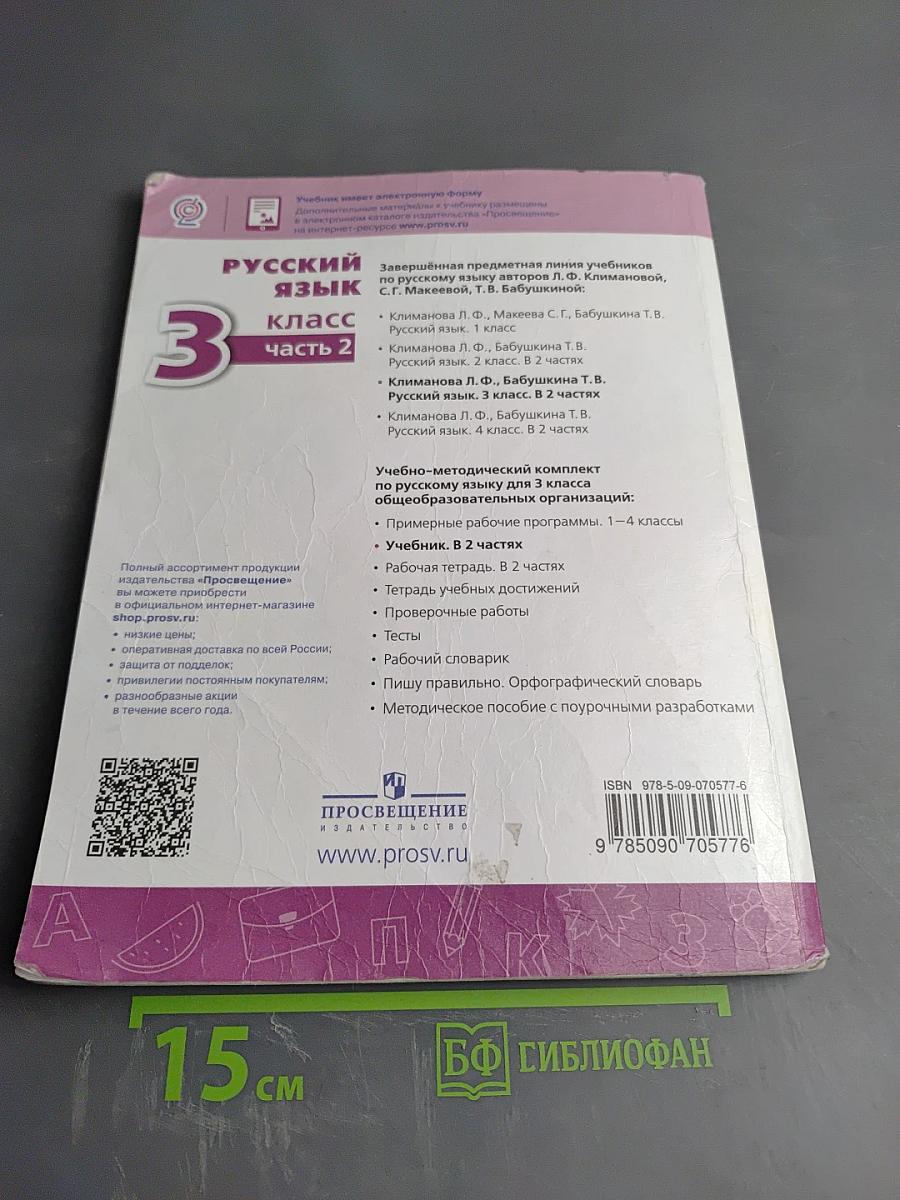 Учебник имеет электронную форму
Дополнительные материалы к учебнику размещены
в электронном каталоге издательства «Просвещение»
на интернет-ресурсе www.prosv.ru
РУССКИЙ
ЯЗЫК
3
класс
часть 2
Завершённая предметная линия учебников
по русскому языку авторов Л. Ф. Климановой,
С. Г. Макеевой, Т. В. Бабушкиной:
• Климанова Л. Ф., Макеева С. Г., Бабушкина Т. В.
Русский язык. 1 класс
• Климанова Л. Ф., Бабушкина Т. В.
Русский язык. 2 класс. В 2 частях
• Климанова Л. Ф., Бабушкина Т. В.
Русский язык. 3 класс. В 2 частях
• Климанова Л. Ф., Бабушкина Т. В.
Русский язык. 4 класс. В 2 частях
Учебно-методический комплект
по русскому языку для 3 класса
общеобразовательных организаций:
• Примерные рабочие программы. 1—4 классы
• Учебник. В 2 частях
• Рабочая тетрадь. В 2 частях
• Тетрадь учебных достижений
• Проверочные работы
• Тесты
• Рабочий словарик
• Пишу правильно. Орфографический словарь
• Методическое пособие с поурочными разработками
Полный ассортимент продукции
издательства «Просвещение»
вы можете приобрести
в официальном интернет-магазине
shop.prosv.ru:
• низкие цены;
• оперативная доставка по всей России;
• защита от подделок;
• привилегии постоянным покупателям;
• разнообразные акции
в течение всего года.
ПРОСВЕЩЕНИЕ
ИЗДАТЕЛЬСТВО
www.prosv.ru
ISBN 978-5-09-070577-6
9 785090 705776
А П К З
15 см
БФ БИБЛИОФАН